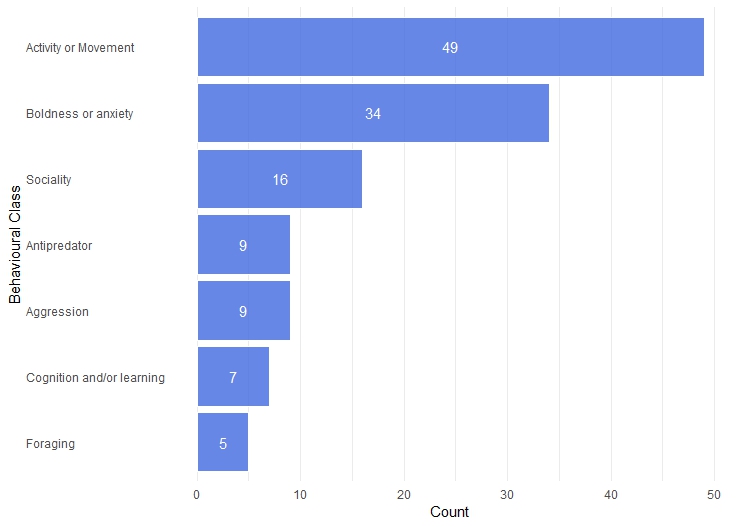 Behavioural Class
Activity or Movement 49
Boldness or anxiety 34
Sociality 16
Antipredator 9
Aggression 9
Cognition and/or learning 7
Foraging 5
0 10 20 30 40 50
Count